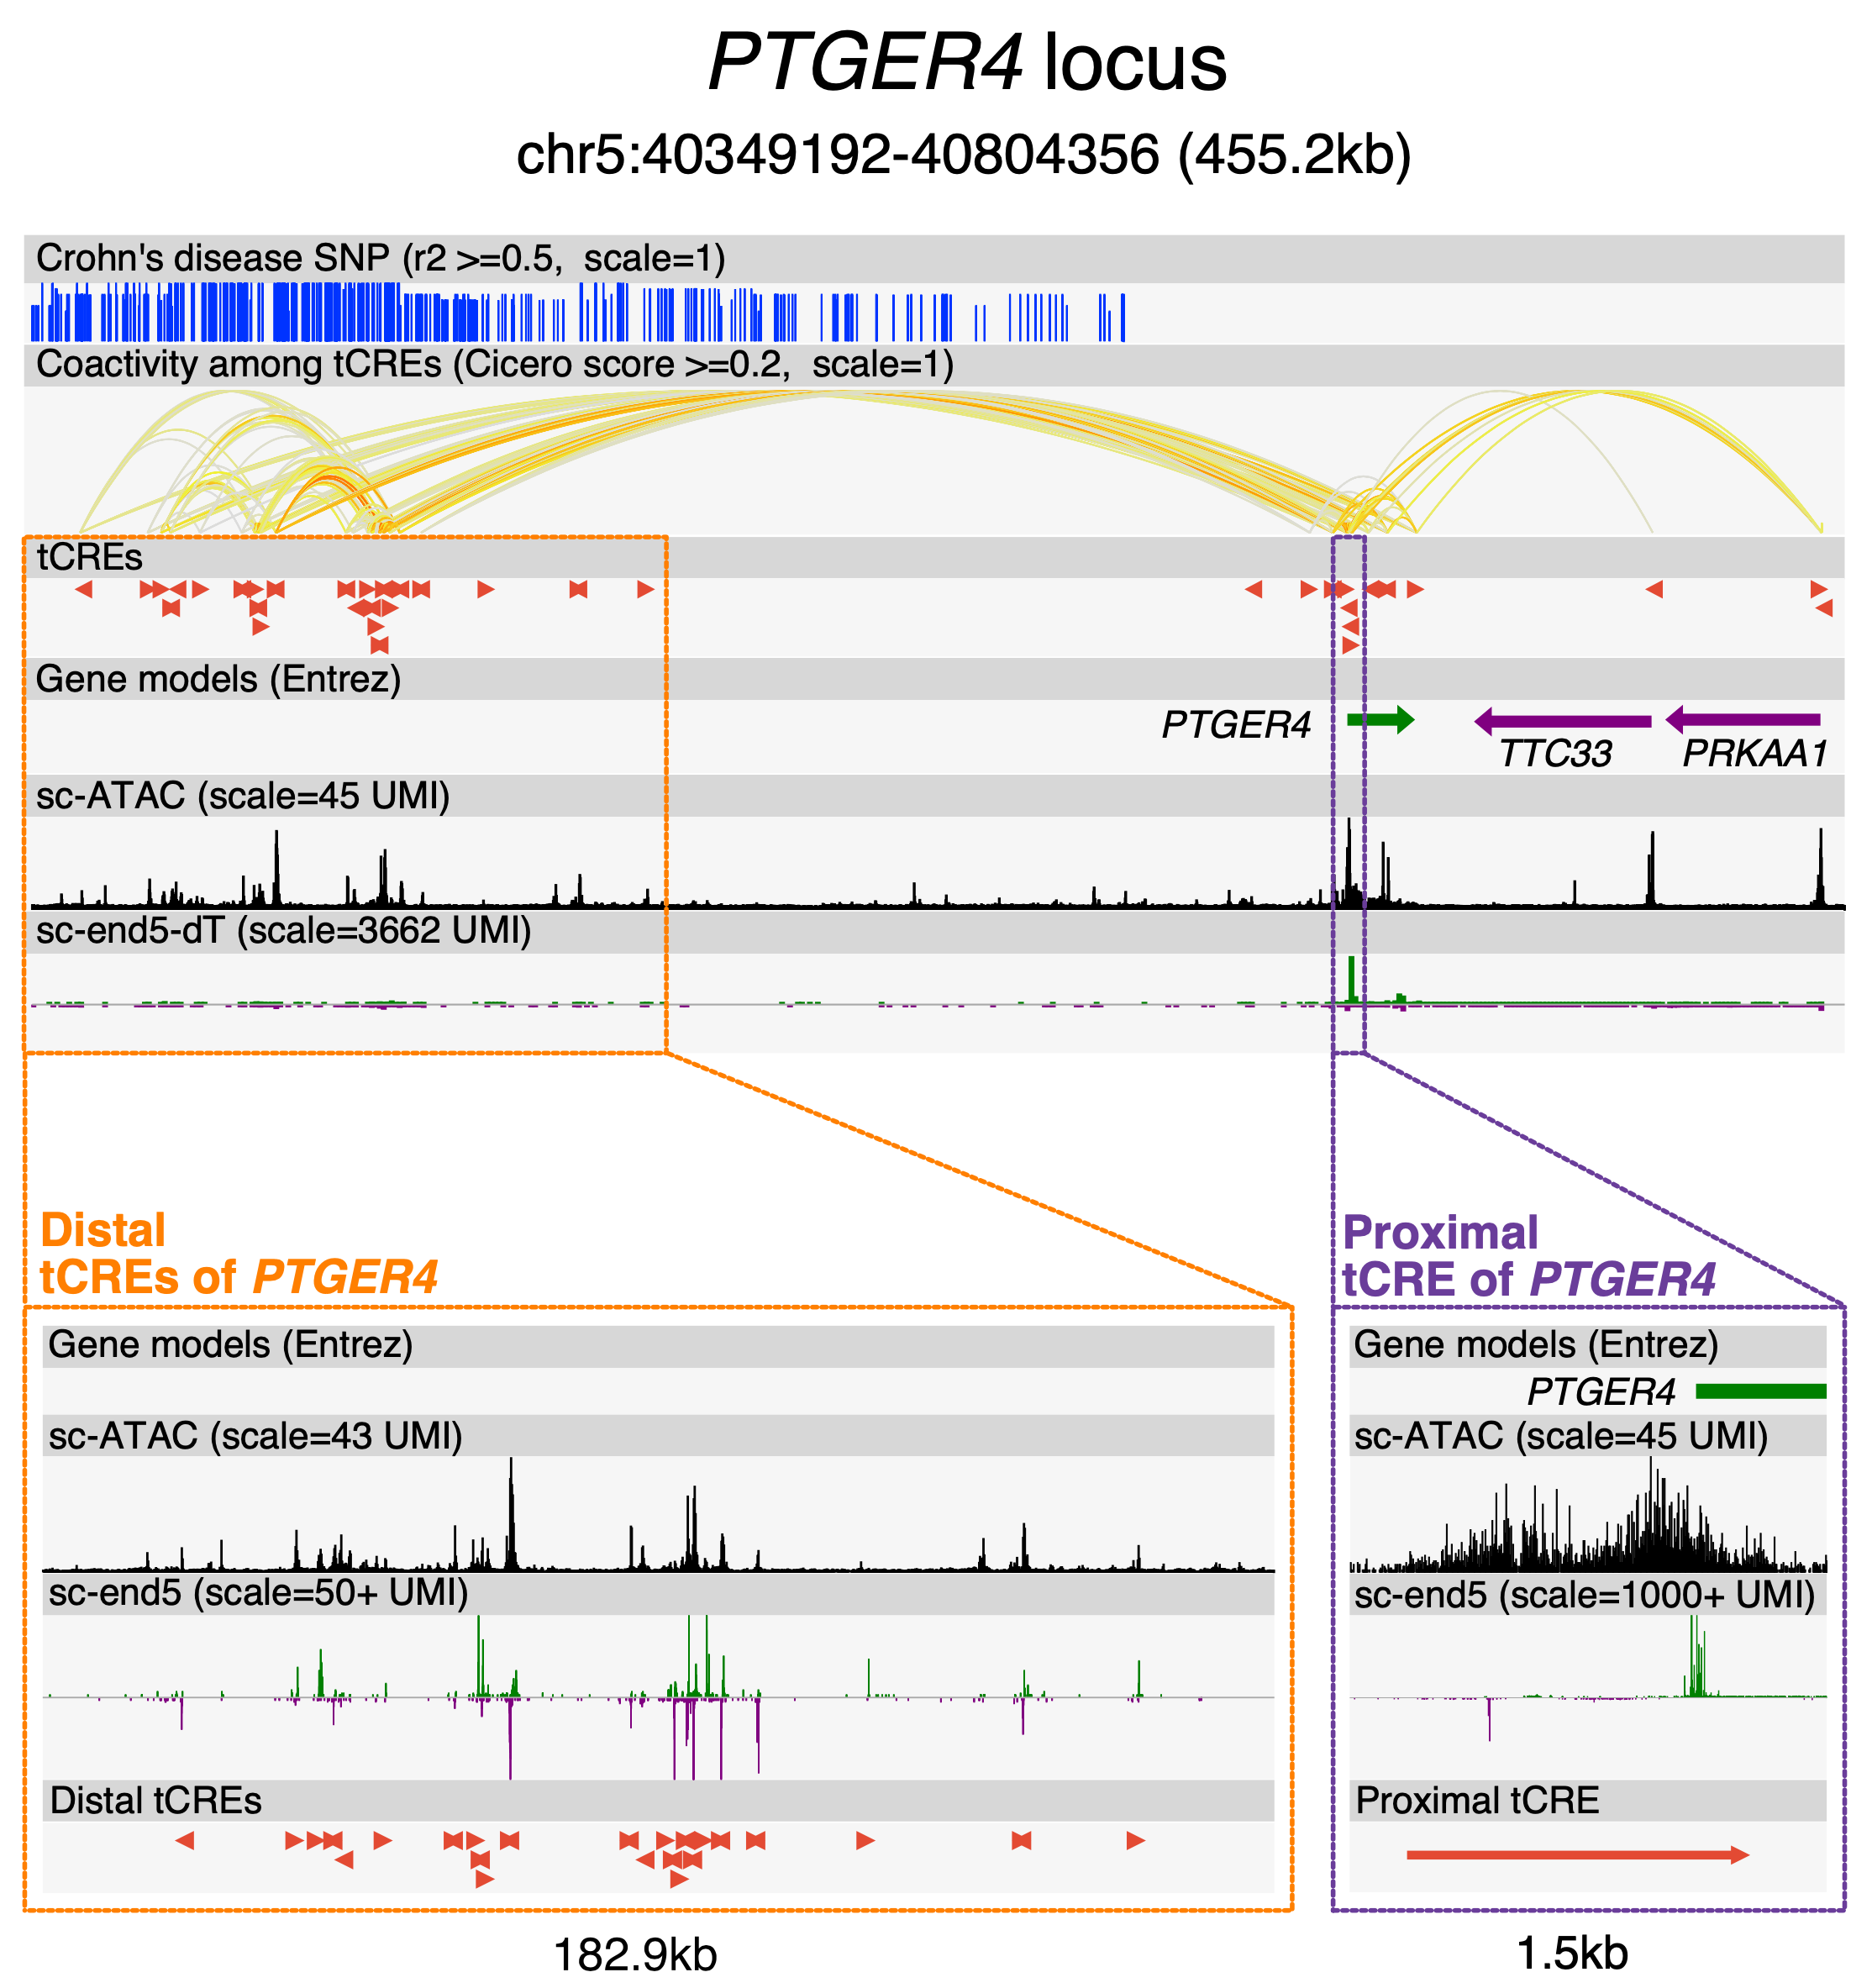 PTGER4 locus
chr5:40349192-40804356 (455.2kb)
Crohn's disease SNP (r2 >=0.5,  scale=1)
Coactivity among tCREs (Cicero score >=0.2,  scale=1)
tCREs
Gene models (Entrez)
PTGER4
TTC33
PRKAA1
sc-ATAC (scale=45 UMI)
sc-end5-dT (scale=3662 UMI)
Distal
tCREs of PTGER4
Gene models (Entrez)
sc-ATAC (scale=43 UMI)
sc-end5 (scale=50+ UMI)
Distal tCREs
182.9kb
Proximal
tCRE of PTGER4
Gene models (Entrez)
PTGER4
sc-ATAC (scale=45 UMI)
sc-end5 (scale=1000+ UMI)
Proximal tCRE
1.5kb